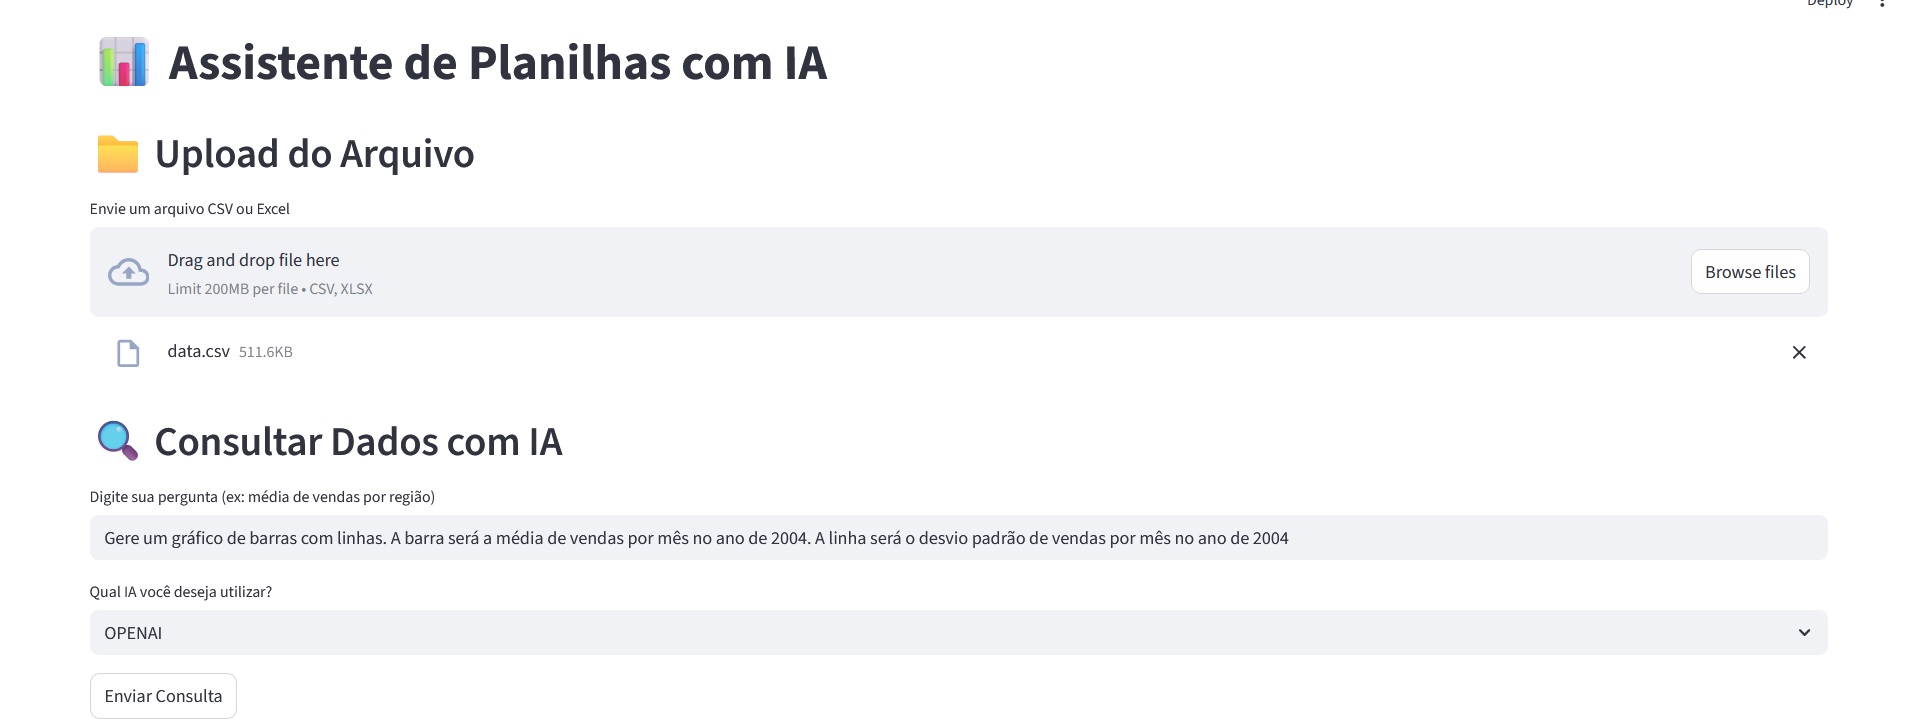 Deploy
Assistente de Planilhas com IA
Upload do Arquivo
Envie um arquivo CSV ou Excel
Drag and drop file here
Limit 200MB per file • CSV, XLSX
Browse files
data.csv 511.6KB
Consultar Dados com IA
Digite sua pergunta (ex: média de vendas por região)
Gere um gráfico de barras com linhas. A barra será a média de vendas por mês no ano de 2004. A linha será o desvio padrão de vendas por mês no ano de 2004
Qual IA você deseja utilizar?
OPENAI
Enviar Consulta